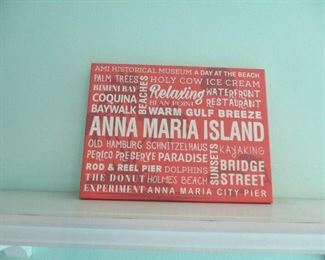 AMI HISTORICAL MUSEUM A DAY AT THE BEACH
PALM TREES HOLY COW ICE CREAM
BIMINI BAY BEACHES Relaxing WATERFRONT
COQUINA BEAN POINT RESTAURANT
BAYWALK WARM GULF BREEZE
ANNA MARIA ISLAND
OLD HAMBURG SCHNITZELHAUS SUNSETS KAYAKING
PERICO PRESERVE PARADISE BRIDGE
ROD & REEL PIER DOLPHINS STREET
THE DONUT HOLMES BEACH
EXPERIMENT ANNA MARIA CITY PIER